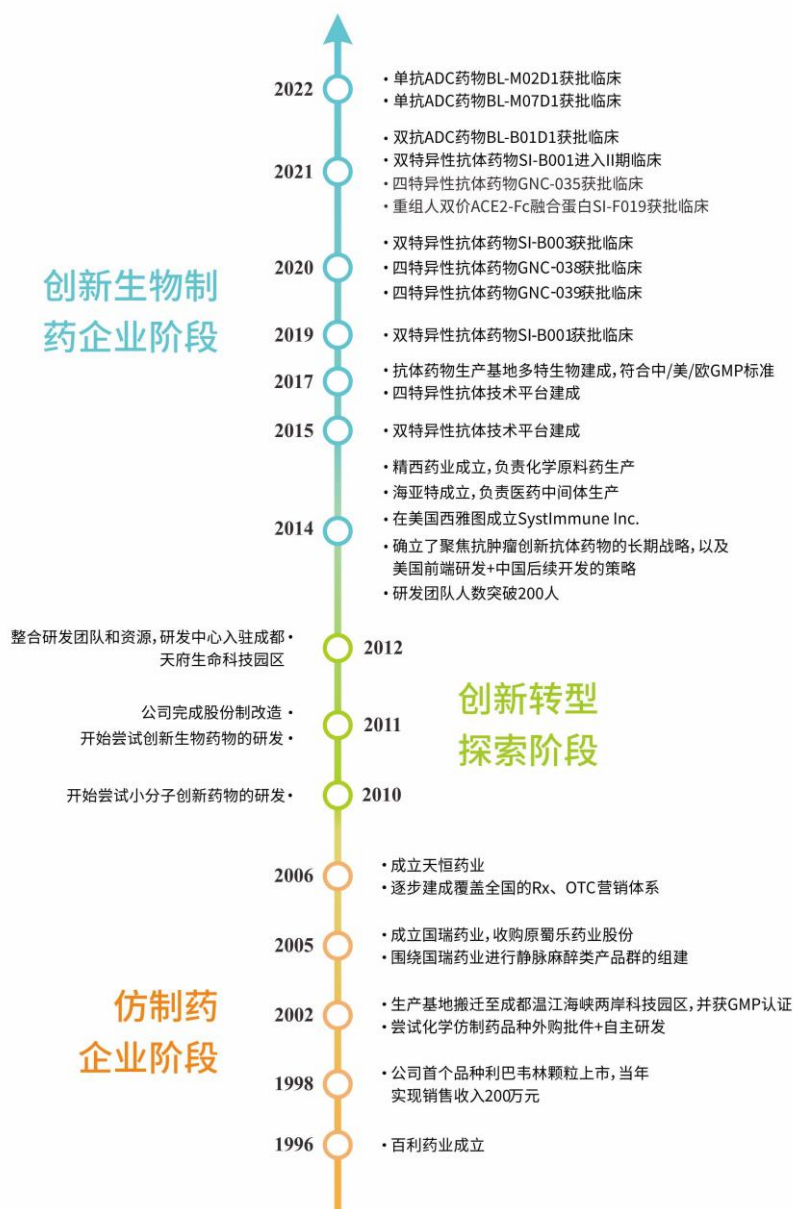 2022
• 单抗ADC药物BL-M02D1获批临床
• 单抗ADC药物BL-M07D1获批临床
2021
• 双抗ADC药物BL-B01D1获批临床
• 双特异性抗体药物SI-B001进入II期临床
• 四特异性抗体药物GNC-035获批临床
• 重组人双价ACE2-Fc融合蛋白SI-F019获批临床
创新生物制
药企业阶段
2020
• 双特异性抗体药物SI-B003获批临床
• 四特异性抗体药物GNC-038获批临床
• 四特异性抗体药物GNC-039获批临床
2019
• 双特异性抗体药物SI-B001获批临床
2017
• 抗体药物生产基地多特生物建成,符合中/美/欧GMP标准
• 四特异性抗体技术平台建成
2015
• 双特异性抗体技术平台建成
2014
• 精西药业成立,负责化学原料药生产
• 海亚特成立,负责医药中间体生产
• 在美国西雅图成立SystImmune Inc.
• 确立了聚焦抗肿瘤创新抗体药物的长期战略,以及
美国前端研发+中国后续开发的策略
• 研发团队人数突破200人
整合研发团队和资源,研发中心入驻成都•
天府生命科技园区
2012
创新转型
探索阶段
公司完成股份制改造 •
开始尝试创新生物药物的研发•
2011
开始尝试小分子创新药物的研发•
2010
2006
• 成立天恒药业
• 逐步建成覆盖全国的Rx、OTC营销体系
2005
• 成立国瑞药业,收购原蜀乐药业股份
• 围绕国瑞药业进行静脉麻醉类产品群的组建
仿制药
企业阶段
2002
• 生产基地搬迁至成都温江海峡两岸科技园区,并获GMP认证
• 尝试化学仿制药品种外购批件+自主研发
1998
• 公司首个品种利巴韦林颗粒上市,当年
实现销售收入200万元
1996
• 百利药业成立